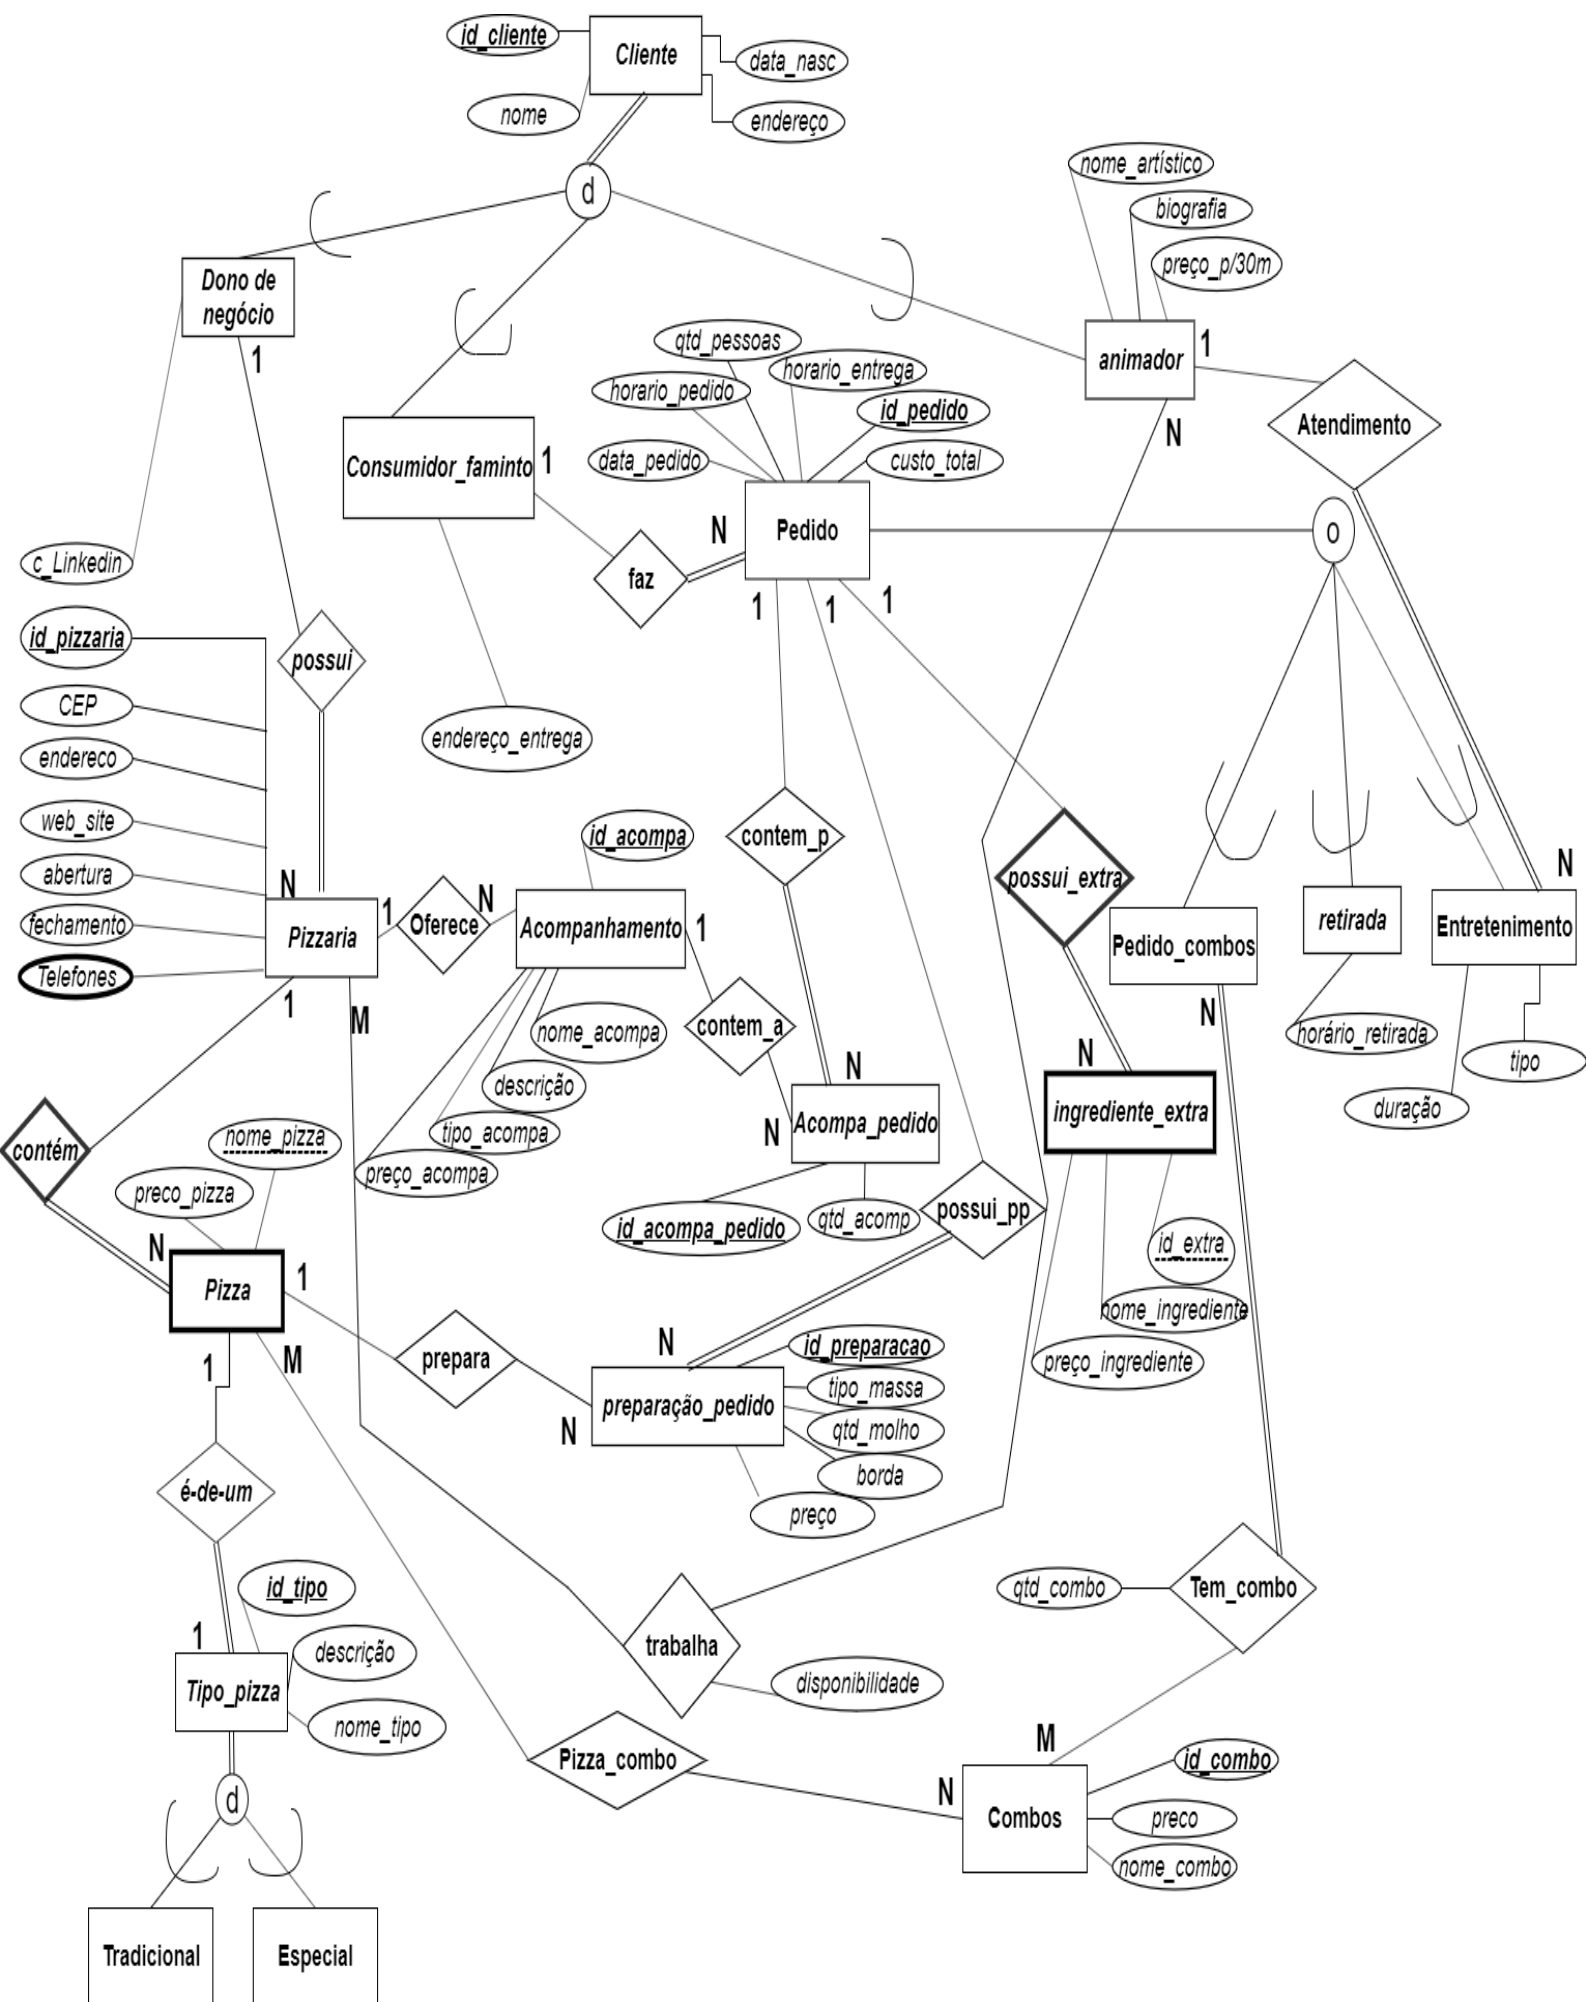 id_cliente
Cliente
data_nasc
nome
endereço
d
nome_artístico
biografia
preço_p/30m
Dono de
negócio
1
animador
1
N
Atendimento
qtd_pessoas
horario_entrega
horario_pedido
id_pedido
data_pedido
custo_total
Consumidor_faminto
1
Pedido
N
1
1
1
faz
o
c_Linkedin
id_pizzaria
possui
CEP
endereco
web_site
abertura
fechamento
Telefones
endereço_entrega
N
Pizzaria
1
1
M
Oferece
N
id_acompa
Acompanhamento
1
contem_p
possui_extra
Pedido_combos
N
retirada
Entretenimento
N
horário_retirada
tipo
duração
nome_acompa
descrição
tipo_acompa
preço_acompa
contem_a
N
N
Acompa_pedido
id_acompa_pedido
qtd_acomp
possui_pp
N
ingrediente_extra
id_extra
nome_ingrediente
preço_ingrediente
contém
nome_pizza
preco_pizza
N
Pizza
1
1
M
prepara
N
N
preparação_pedido
id_preparacao
tipo_massa
qtd_molho
borda
preço
é-de-um
id_tipo
1
descrição
Tipo_pizza
nome_tipo
d
Tradicional
Especial
trabalha
disponibilidade
Pizza_combo
qtd_combo
Tem_combo
M
N
Combos
id_combo
preco
nome_combo